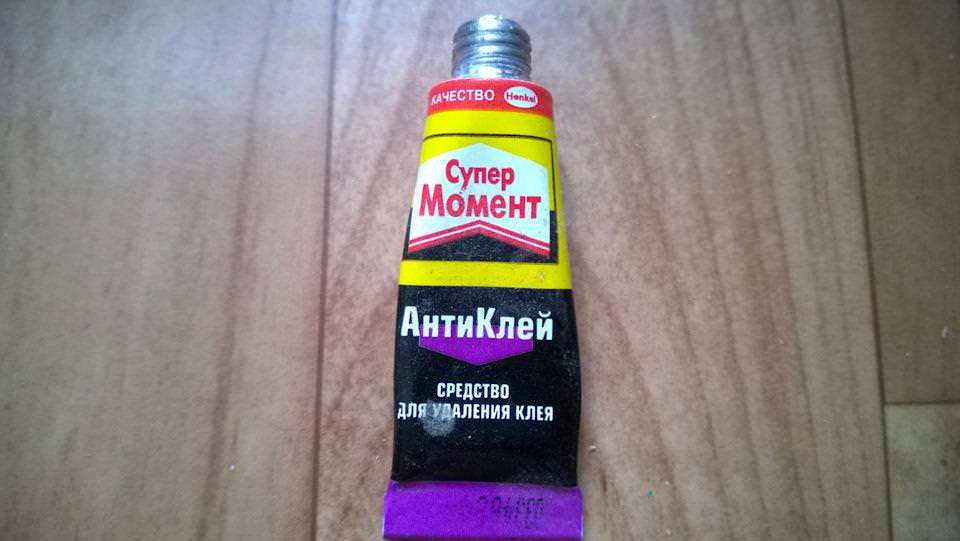 КАЧЕСТВО Henkel
Супер
Момент
АнтиКлей
СРЕДСТВО
ДЛЯ УДАЛЕНИЯ КЛЕЯ